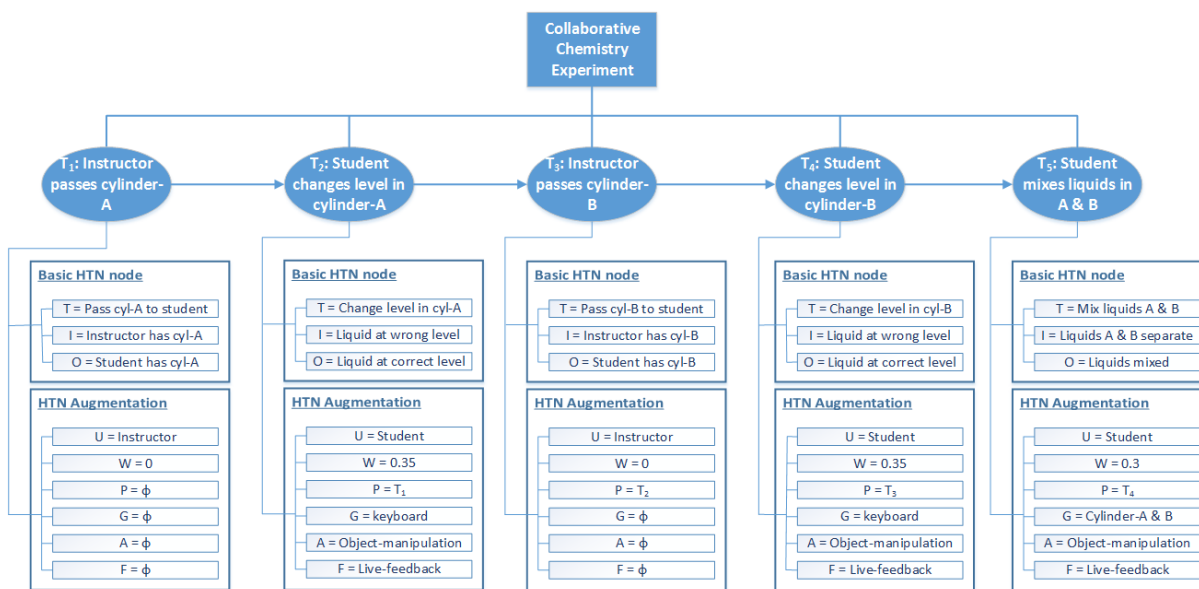 Collaborative
Chemistry
Experiment
T₁: Instructor
passes cylinder-
A
T₂: Student
changes level in
cylinder-A
T₃: Instructor
passes cylinder-
B
T₄: Student
changes level in
cylinder-B
T₅: Student
mixes liquids in
A & B
Basic HTN node
T = Pass cyl-A to student
I = Instructor has cyl-A
O = Student has cyl-A
HTN Augmentation
U = Instructor
W = 0
P = ϕ
G = ϕ
A = ϕ
F = ϕ
Basic HTN node
T = Change level in cyl-A
I = Liquid at wrong level
O = Liquid at correct level
HTN Augmentation
U = Student
W = 0.35
P = T₁
G = keyboard
A = Object-manipulation
F = Live-feedback
Basic HTN node
T = Pass cyl-B to student
I = Instructor has cyl-B
O = Student has cyl-B
HTN Augmentation
U = Instructor
W = 0
P = T₂
G = ϕ
A = ϕ
F = ϕ
Basic HTN node
T = Change level in cyl-B
I = Liquid at wrong level
O = Liquid at correct level
HTN Augmentation
U = Student
W = 0.35
P = T₃
G = keyboard
A = Object-manipulation
F = Live-feedback
Basic HTN node
T = Mix liquids A & B
I = Liquids A & B separate
O = Liquids mixed
HTN Augmentation
U = Student
W = 0.3
P = T₄
G = Cylinder-A & B
A = Object-manipulation
F = Live-feedback